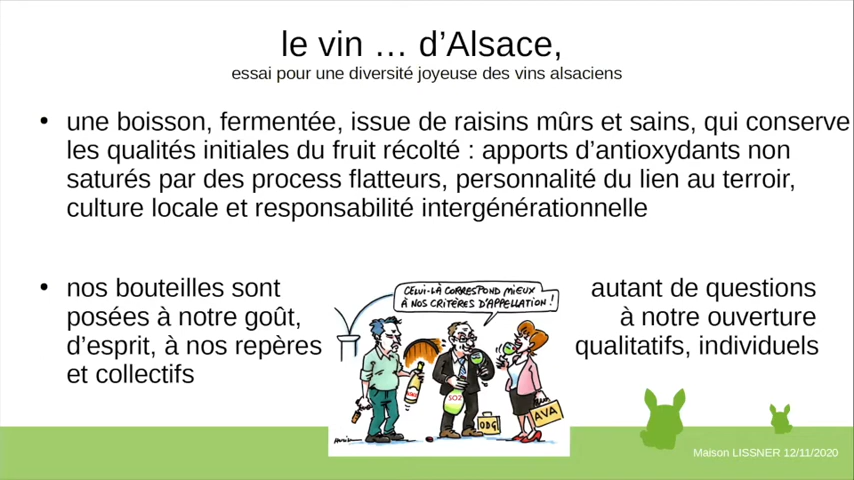 le vin … d’Alsace,
essai pour une diversité joyeuse des vins alsaciens
• une boisson, fermentée, issue de raisins mûrs et sains, qui conserve
les qualités initiales du fruit récolté : apports d’antioxydants non
saturés par des process flatteurs, personnalité du lien au terroir,
culture locale et responsabilité intergénérationnelle
• nos bouteilles sont autant de questions
posées à notre goût, à notre ouverture
d’esprit, à nos repères qualitatifs, individuels
et collectifs
CELUI-LÀ CORRESPOND MIEUX
À NOS CRITÈRES D’APPELLATION !
SO2
ODG
AVA
Maison LISSNER 12/11/2020